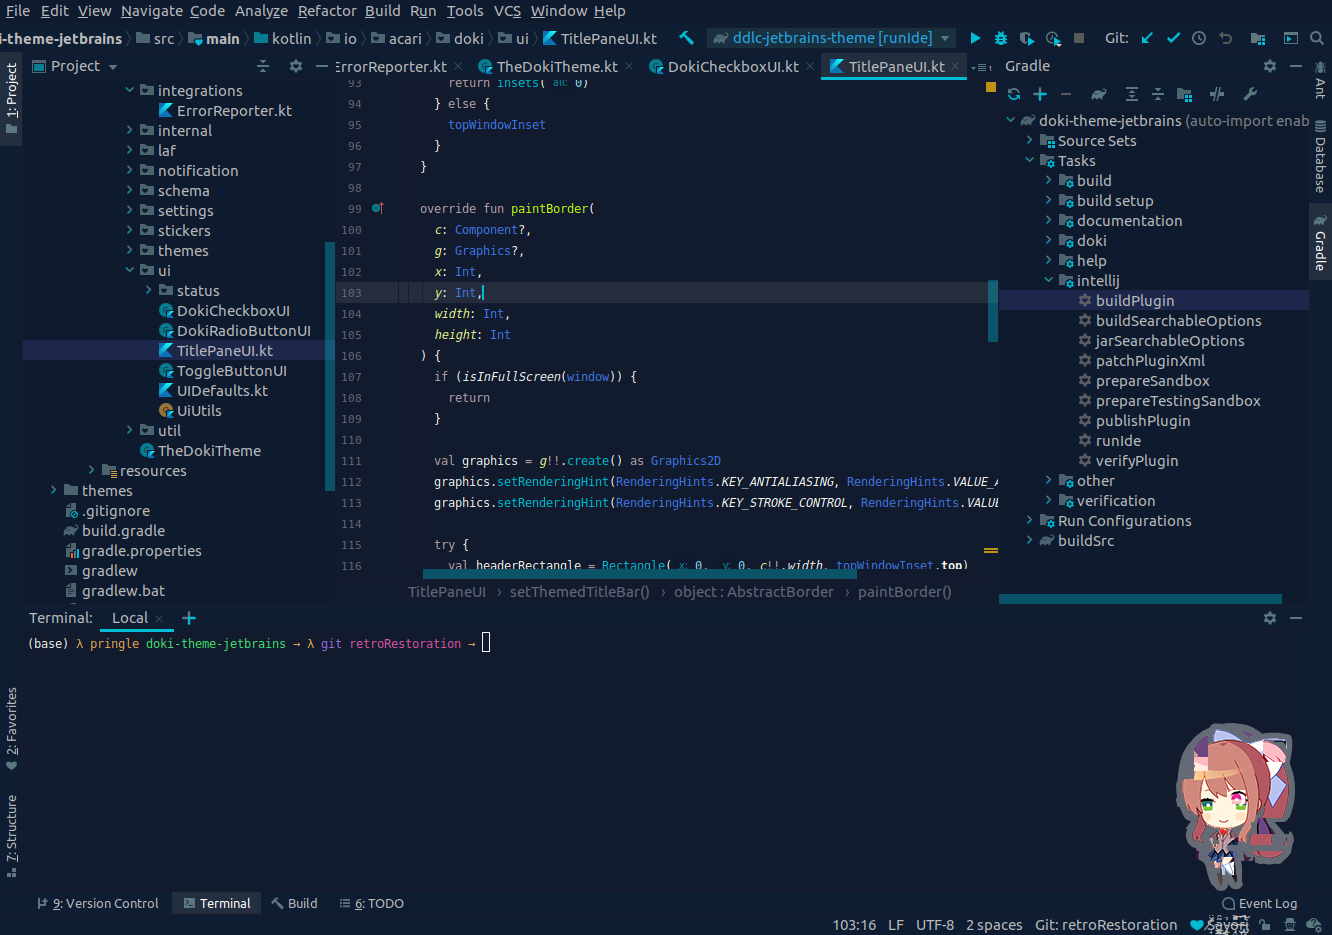 File Edit View Navigate Code Analyze Refactor Build Run Tools VCS Window Help
i-theme-jetbrains src main kotlin io acari doki ui TitlePaneUI.kt ddlc-jetbrains-theme [runIde] Git:
1: Project
Project
ErrorReporter.kt TheDokiTheme.kt DokiCheckboxUI.kt TitlePaneUI.kt 1
integrations
ErrorReporter.kt
internal
laf
notification
schema
settings
stickers
themes
ui
status
DokiCheckboxUI
DokiRadioButtonUI
TitlePaneUI.kt
ToggleButtonUI
UIDefaults.kt
UiUtils
util
TheDokiTheme
resources
themes
.gitignore
build.gradle
gradle.properties
gradlew
gradlew.bat
93 return insets( all: 0)
94 } else {
95 topWindowInset
96 }
97 }
98
99 override fun paintBorder(
100 c: Component?,
101 g: Graphics?,
102 x: Int,
103 y: Int,
104 width: Int,
105 height: Int
106 ) {
107 if (isInFullScreen(window)) {
108 return
109 }
110
111 val graphics = g!!.create() as Graphics2D
112 graphics.setRenderingHint(RenderingHints.KEY_ANTIALIASING, RenderingHints.VALUE_A
113 graphics.setRenderingHint(RenderingHints.KEY_STROKE_CONTROL, RenderingHints.VALUE
114
115 try {
116 val headerRectangle = Rectangle( x: 0, y: 0, c!!.width, topWindowInset.top)
TitlePaneUI › setThemedTitleBar() › object : AbstractBorder › paintBorder()
Gradle
doki-theme-jetbrains (auto-import enab
Source Sets
Tasks
build
build setup
documentation
doki
help
intellij
buildPlugin
buildSearchableOptions
jarSearchableOptions
patchPluginXml
prepareSandbox
prepareTestingSandbox
publishPlugin
runIde
verifyPlugin
other
verification
Run Configurations
buildSrc
Ant
Database
Gradle
Terminal: Local
(base) λ pringle doki-theme-jetbrains → λ git retroRestoration →
2: Favorites
7: Structure
9: Version Control Terminal Build 6: TODO Event Log
103:16 LF UTF-8 2 spaces Git: retroRestoration Sayori